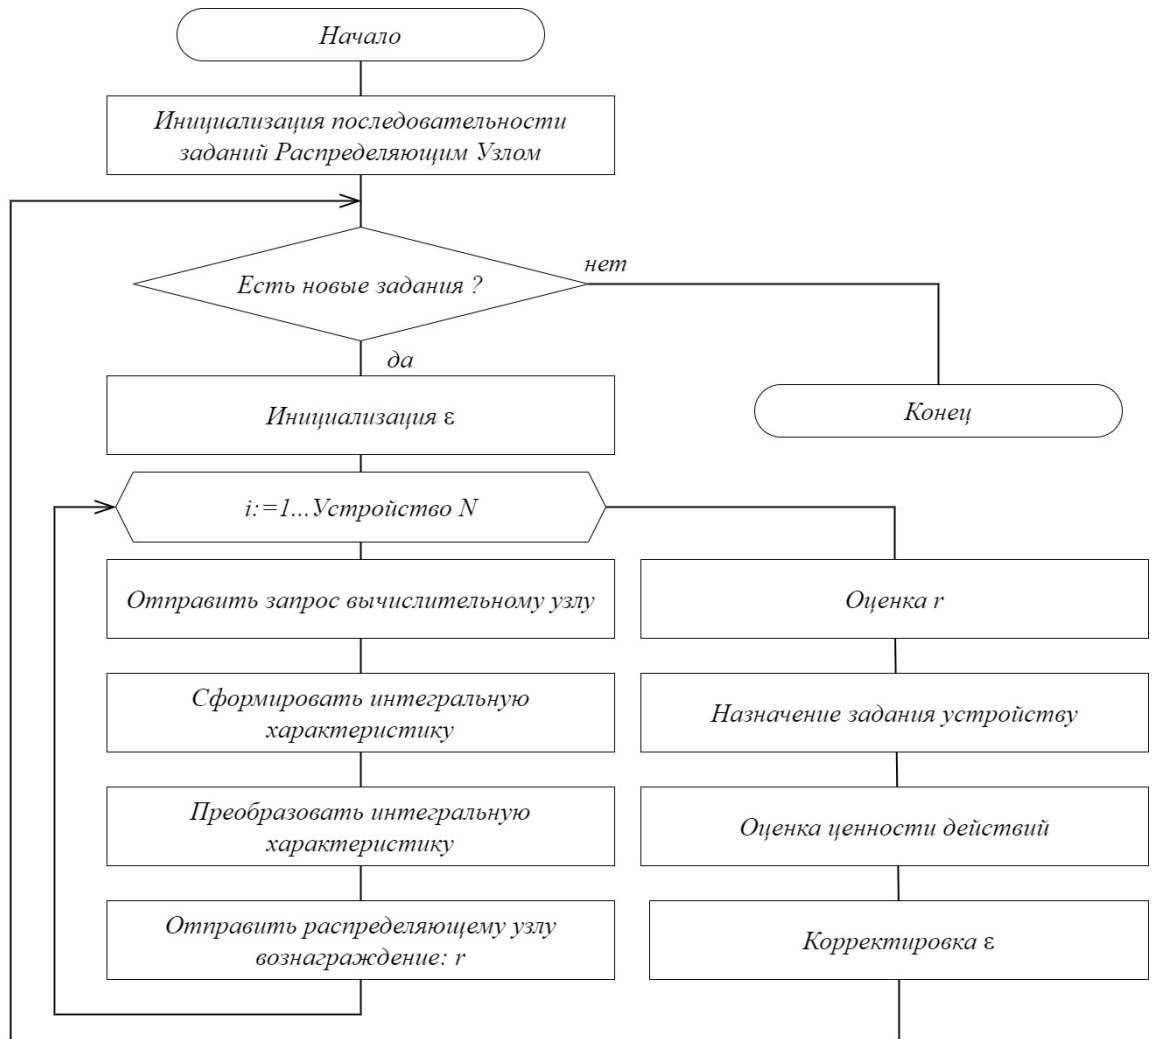 Начало
Инициализация последовательности
заданий Распределяющим Узлом
Есть новые задания ?
нет
да
Инициализация ε
Конец
i:=1...Устройство N
Отправить запрос вычислительному узлу
Оценка r
Сформировать интегральную
характеристику
Назначение задания устройству
Преобразовать интегральную
характеристику
Оценка ценности действий
Отправить распределяющему узлу
вознаграждение: r
Корректировка ε